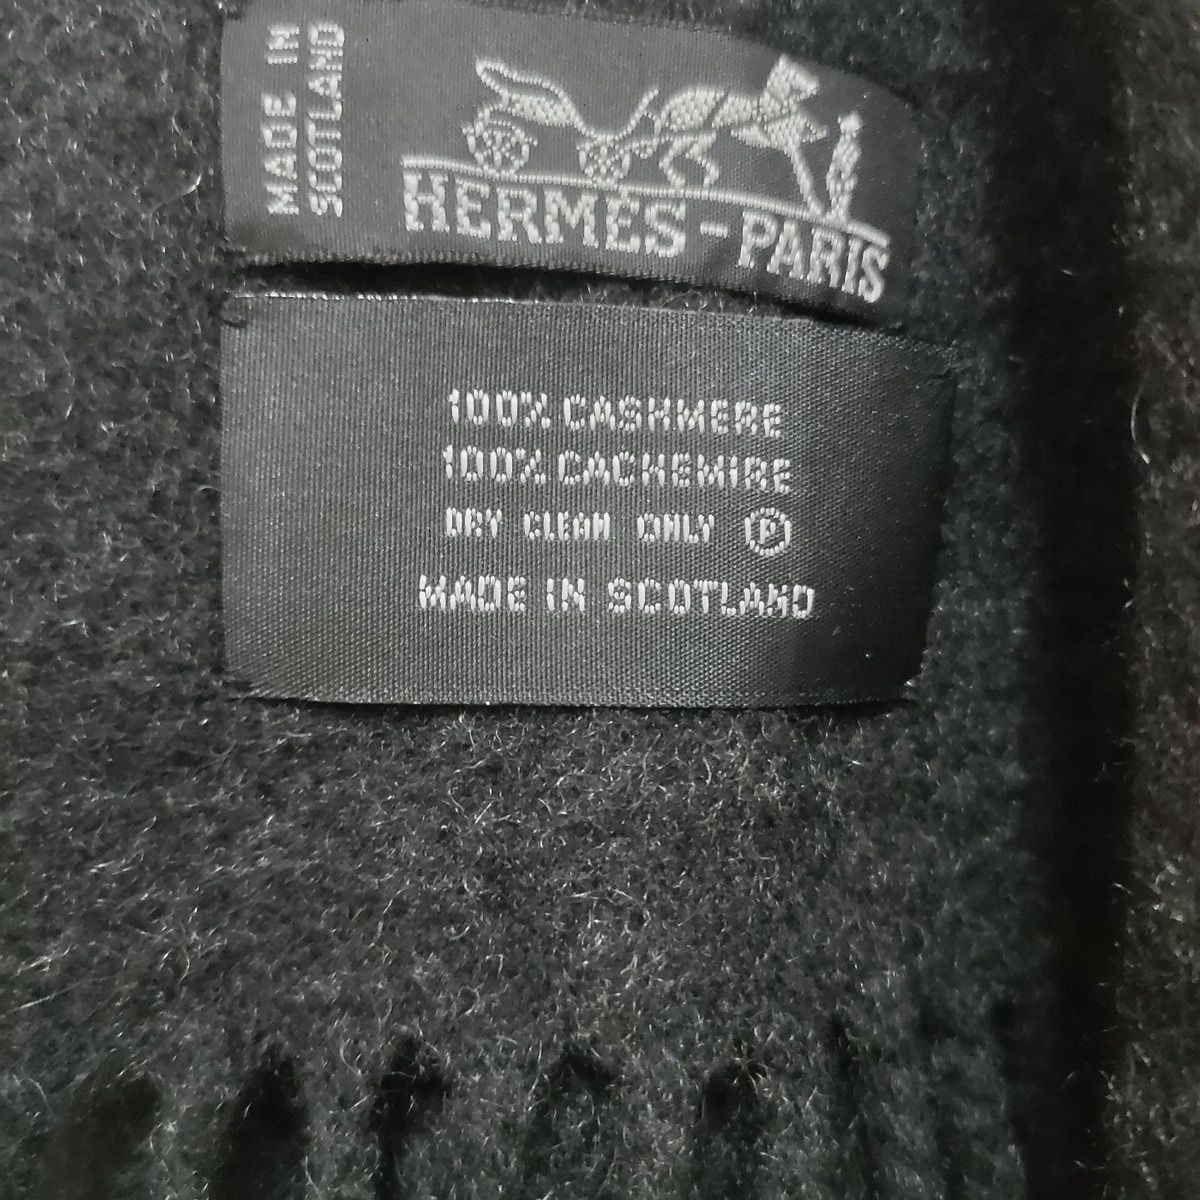 MADE IN
SCOTLAND
HERMES-PARIS
100% CASHMERE
100% CACHEMIRE
DRY CLEAN ONLY Ⓟ
MADE IN SCOTLAND